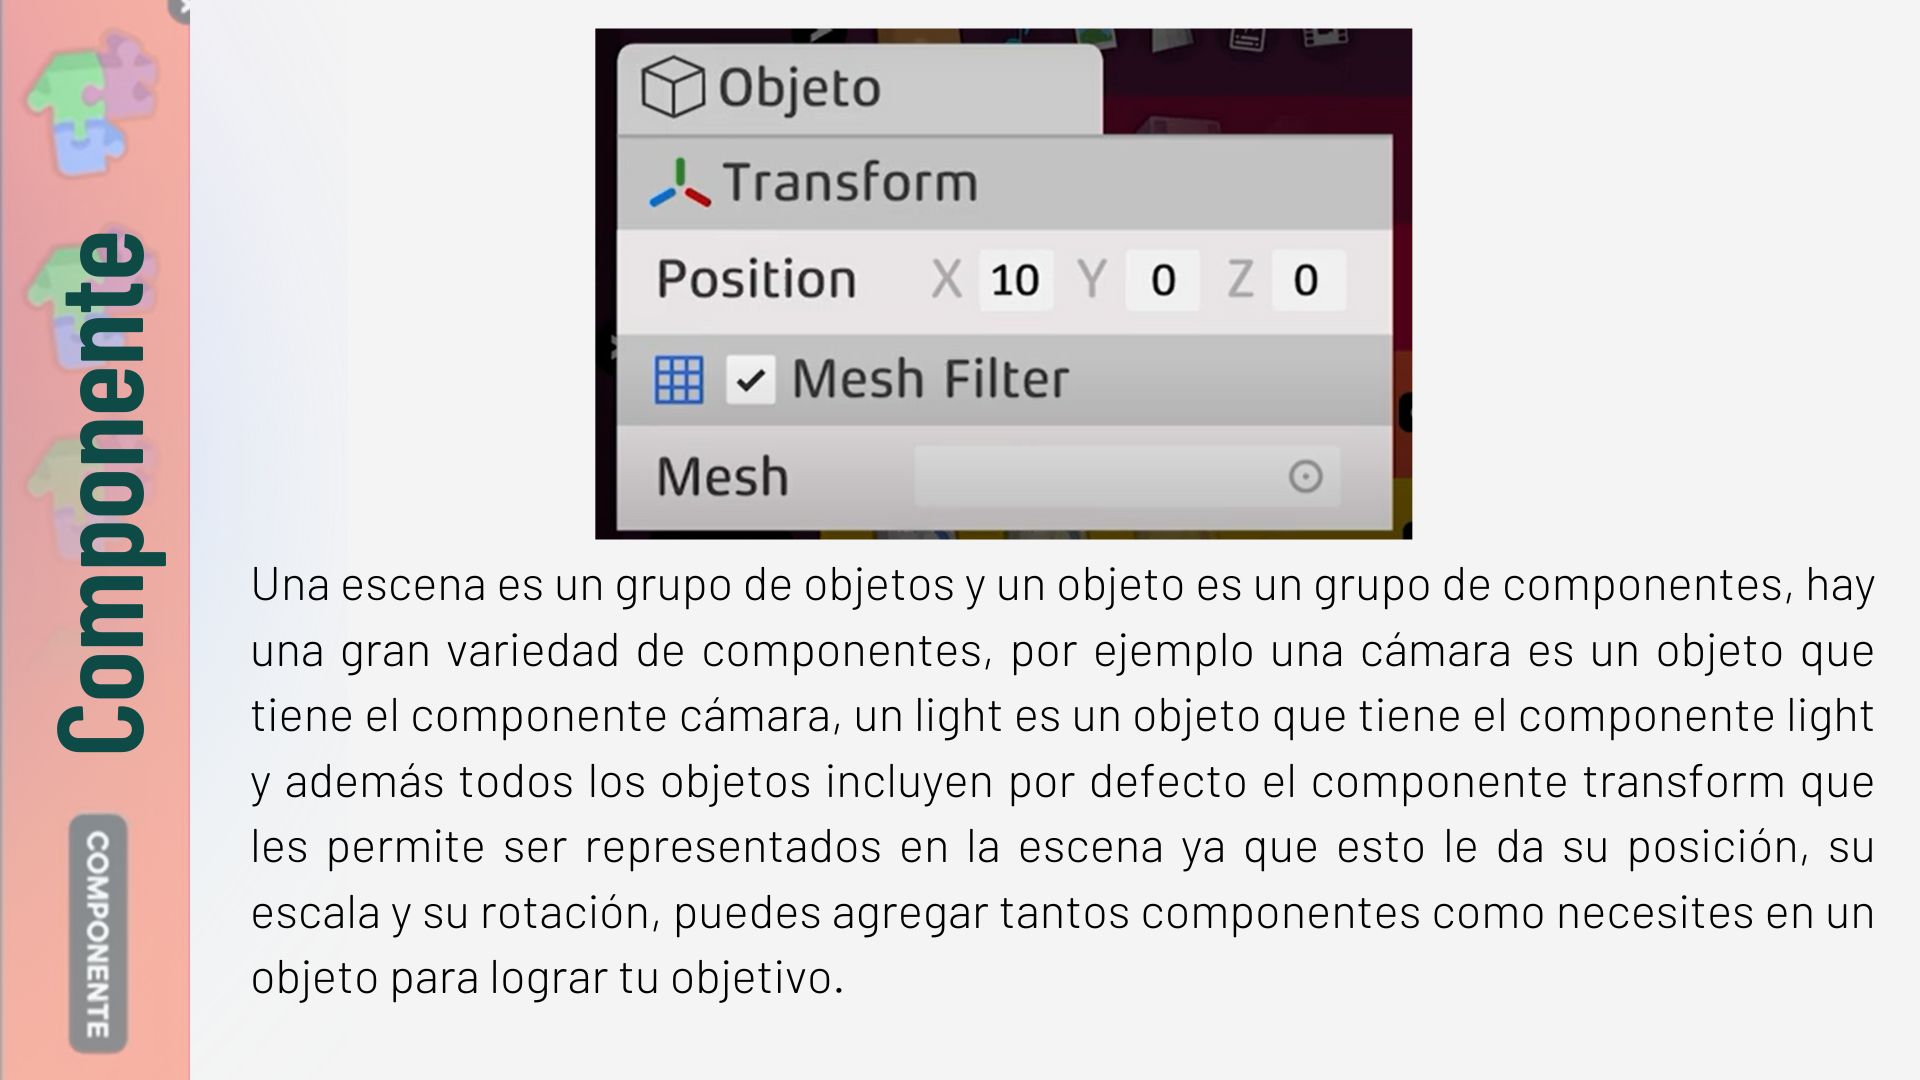 Componente
COMPONENTE
Objeto
Transform
Position X 10 Y 0 Z 0
Mesh Filter
Mesh
Una escena es un grupo de objetos y un objeto es un grupo de componentes, hay
una gran variedad de componentes, por ejemplo una cámara es un objeto que
tiene el componente cámara, un light es un objeto que tiene el componente light
y además todos los objetos incluyen por defecto el componente transform que
les permite ser representados en la escena ya que esto le da su posición, su
escala y su rotación, puedes agregar tantos componentes como necesites en un
objeto para lograr tu objetivo.